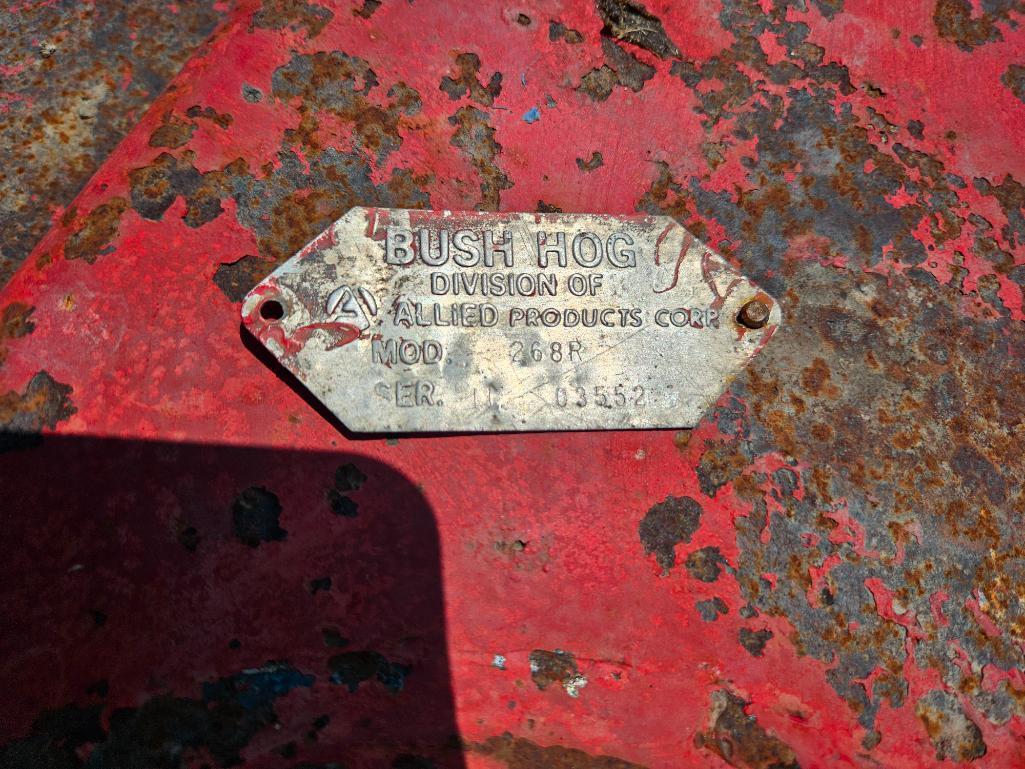 BUSH HOG
DIVISION OF
ALLIED PRODUCTS CORP.
MOD. 268R
SER. 03552